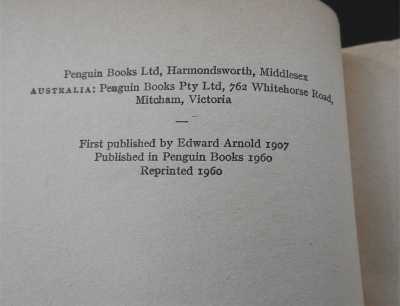 Penguin Books Ltd, Harmondsworth, Middlesex
AUSTRALIA: Penguin Books Pty Ltd, 762 Whitehorse Road,
Mitcham, Victoria
—
First published by Edward Arnold 1907
Published in Penguin Books 1960
Reprinted 1960